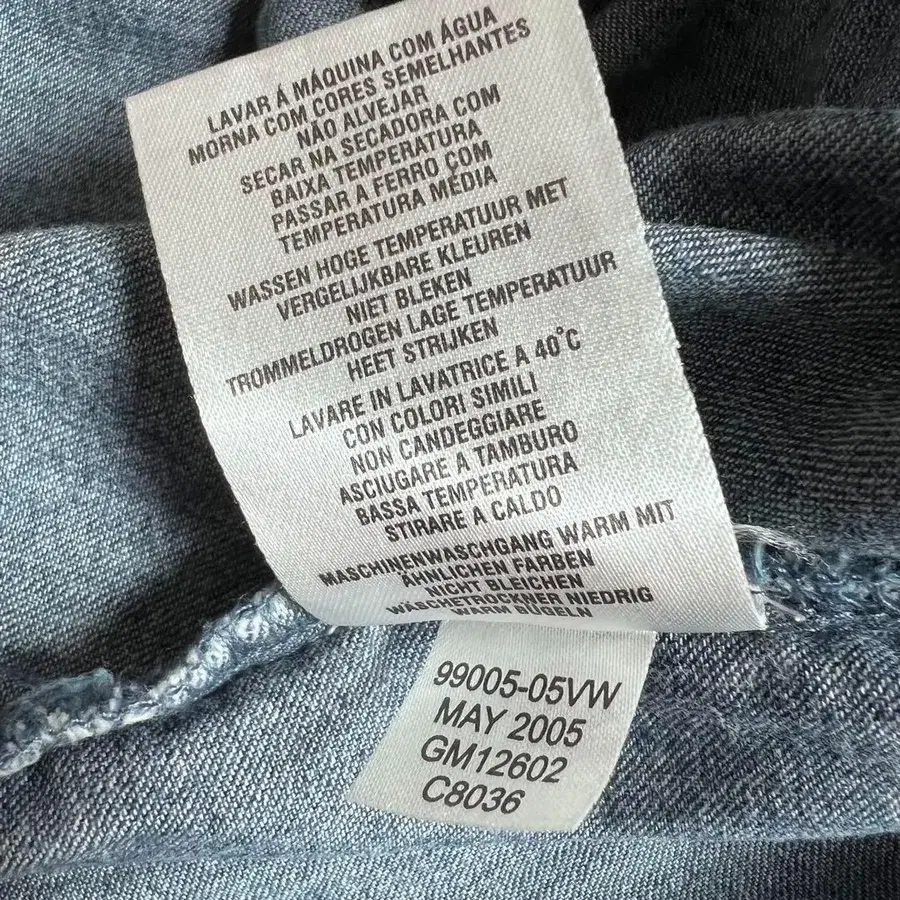 LAVAR Á MÁQUINA COM ÁGUA
MORNA COM CORES SEMELHANTES
NÃO ALVEJAR
SECAR NA SECADORA COM
BAIXA TEMPERATURA
PASSAR A FERRO COM
TEMPERATURA MÉDIA
WASSEN HOGE TEMPERATUUR MET
VERGELIJKBARE KLEUREN
NIET BLEKEN
TROMMELDROGEN LAGE TEMPERATUUR
HEET STRIJKEN
LAVARE IN LAVATRICE A 40°C
CON COLORI SIMILI
NON CANDEGGIARE
ASCIUGARE A TAMBURO
BASSA TEMPERATURA
STIRARE A CALDO
MASCHINENWASCHGANG WARM MIT
ÄHNLICHEN FARBEN
NICHT BLEICHEN
WÄSCHETROCKNER NIEDRIG
WARM BÜGELN
99005-05VW
MAY 2005
GM12602
C8036